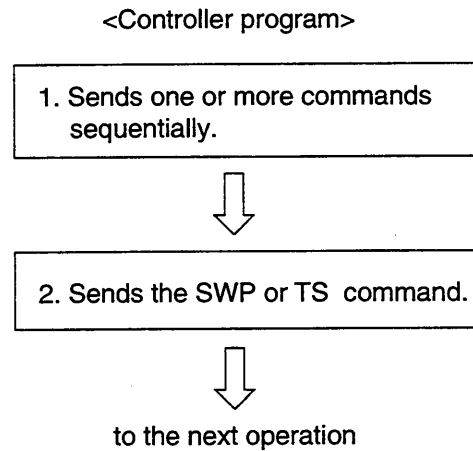 <Controller program>
1. Sends one or more commands
sequentially.
2. Sends the SWP or TS command.
to the next operation